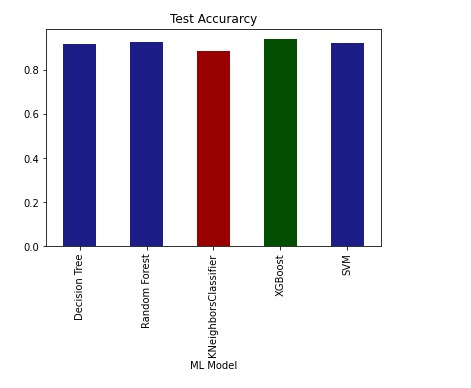 Test Accurarcy
0.8
0.6
0.4
0.2
0.0
Decision Tree
Random Forest
KNeighborsClassifier
XGBoost
SVM
ML Model